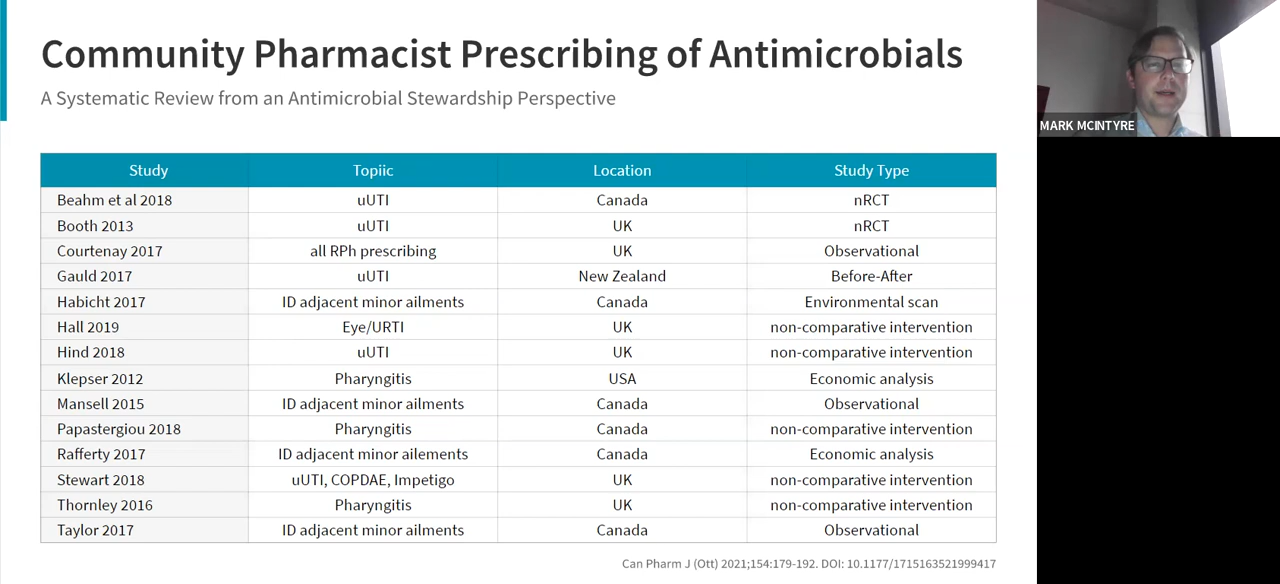 Community Pharmacist Prescribing of Antimicrobials
A Systematic Review from an Antimicrobial Stewardship Perspective
MARK MCINTYRE
Study Topiic Location Study Type
Beahm et al 2018 uUTI Canada nRCT
Booth 2013 uUTI UK nRCT
Courtenay 2017 all RPh prescribing UK Observational
Gauld 2017 uUTI New Zealand Before-After
Habicht 2017 ID adjacent minor ailments Canada Environmental scan
Hall 2019 Eye/URTI UK non-comparative intervention
Hind 2018 uUTI UK non-comparative intervention
Klepser 2012 Pharyngitis USA Economic analysis
Mansell 2015 ID adjacent minor ailments Canada Observational
Papastergiou 2018 Pharyngitis Canada non-comparative intervention
Rafferty 2017 ID adjacent minor ailements Canada Economic analysis
Stewart 2018 uUTI, COPDAE, Impetigo UK non-comparative intervention
Thornley 2016 Pharyngitis UK non-comparative intervention
Taylor 2017 ID adjacent minor ailments Canada Observational
Can Pharm J (Ott) 2021;154:179-192. DOI: 10.1177/1715163521999417